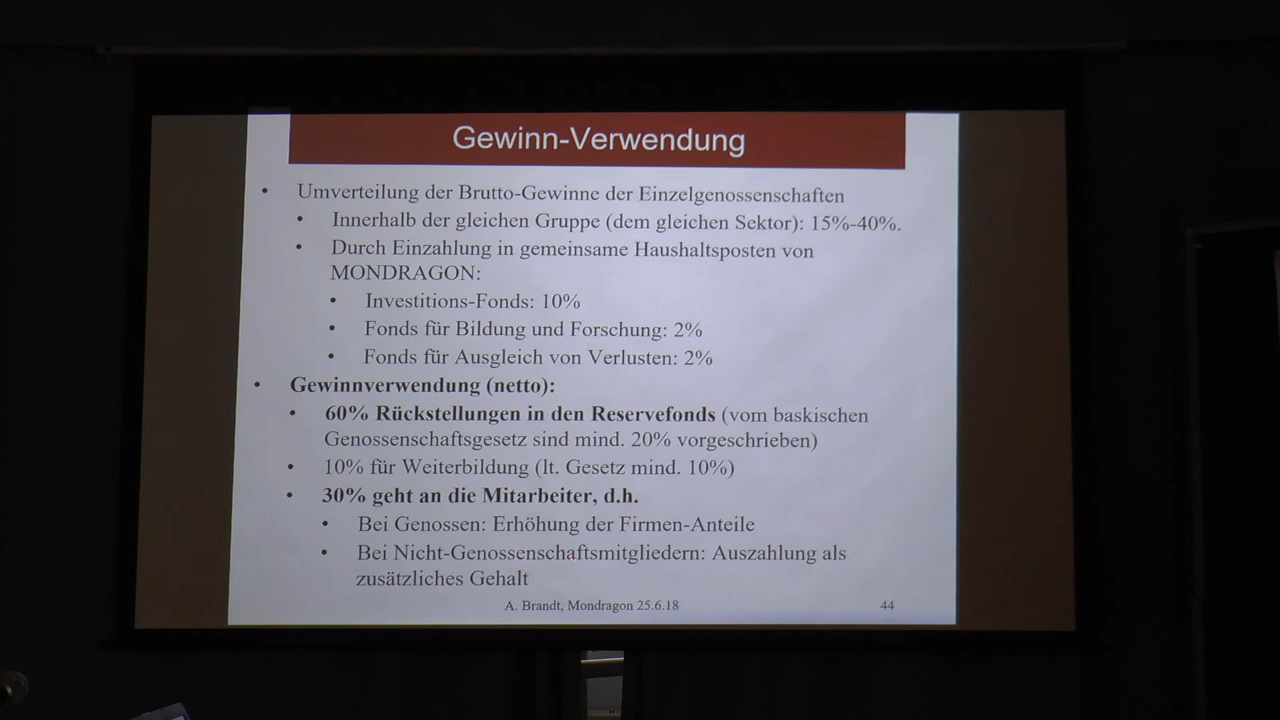 Gewinn-Verwendung
• Umverteilung der Brutto-Gewinne der Einzelgenossenschaften
• Innerhalb der gleichen Gruppe (dem gleichen Sektor): 15%-40%.
• Durch Einzahlung in gemeinsame Haushaltsposten von
MONDRAGON:
• Investitions-Fonds: 10%
• Fonds für Bildung und Forschung: 2%
• Fonds für Ausgleich von Verlusten: 2%
• Gewinnverwendung (netto):
• 60% Rückstellungen in den Reservefonds (vom baskischen
Genossenschaftsgesetz sind mind. 20% vorgeschrieben)
• 10% für Weiterbildung (lt. Gesetz mind. 10%)
• 30% geht an die Mitarbeiter, d.h.
• Bei Genossen: Erhöhung der Firmen-Anteile
• Bei Nicht-Genossenschaftsmitgliedern: Auszahlung als
zusätzliches Gehalt
A. Brandt, Mondragon 25.6.18 44